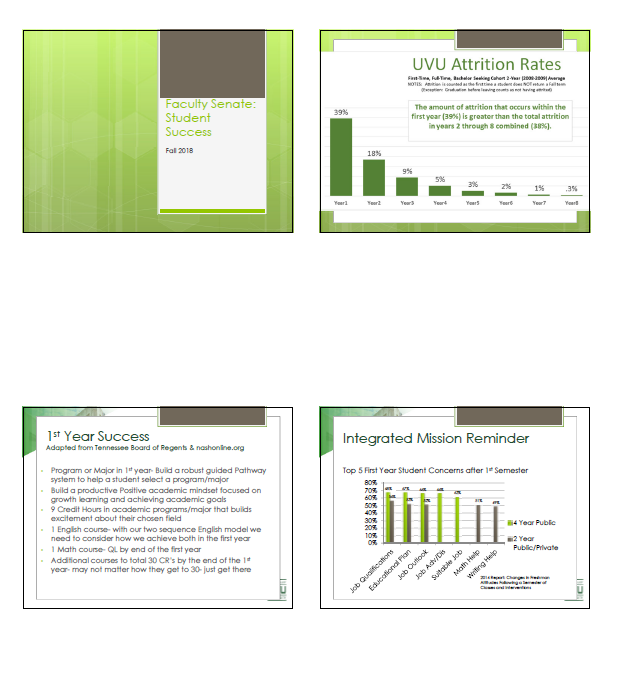 Faculty Senate:
Student
Success
Fall 2018
UVU Attrition Rates
First-Time, Full-Time, Bachelor Seeking Cohort 2-Year (2008-2009) Average
NOTES: Attrition is counted as the first time a student does NOT return a Fall term
(Exception: Graduation before leaving counts as not having attrited)
The amount of attrition that occurs within the
first year (39%) is greater than the total attrition
in years 2 through 8 combined (38%).
39%
18%
9%
5%
3%
2%
1%
.3%
Year1 Year2 Year3 Year4 Year5 Year6 Year7 Year8
1st Year Success
Adapted from Tennessee Board of Regents & nashonline.org
- Program or Major in 1st year- Build a robust guided Pathway
system to help a student select a program/major
- Build a productive Positive academic mindset focused on
growth learning and achieving academic goals
- 9 Credit Hours in academic programs/major that builds
excitement about their chosen field
- 1 English course- with our two sequence English model we
need to consider how we achieve both in the first year
- 1 Math course- QL by end of the first year
- Additional courses to total 30 CR's by the end of the 1st
year- may not matter how they get to 30- just get there
Integrated Mission Reminder
Top 5 First Year Student Concerns after 1st Semester
80%
70%
60%
50%
40%
30%
20%
10%
0%
Job Qualifications
Educational Plan
Job Outlook
Job Adv/Dis
Suitable Job
Math Help
Writing Help
4 Year Public
2 Year
Public/Private
2014 Report: Changes in Freshman
Attitudes Following a Semester of
Classes and Interventions